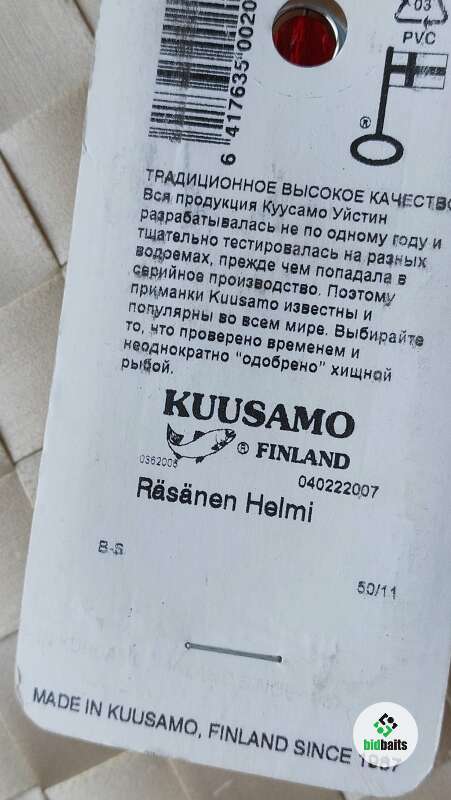 03
PVC
6 417635 0020
®
ТРАДИЦИОННОЕ ВЫСОКОЕ КАЧЕСТВО
Вся продукция Куусамо Уйстин
разрабатывалась не по одному году и
тщательно тестировалась на разных
водоемах, прежде чем попадала в
серийное производство. Поэтому
приманки Kuusamo известны и
популярны во всем мире. Выбирайте
то, что проверено временем и
неоднократно "одобрено" хищной
рыбой.
KUUSAMO
® FINLAND
0362006
040222007
Räsänen Helmi
B-S
50/11
MADE IN KUUSAMO, FINLAND SINCE
bidbaits